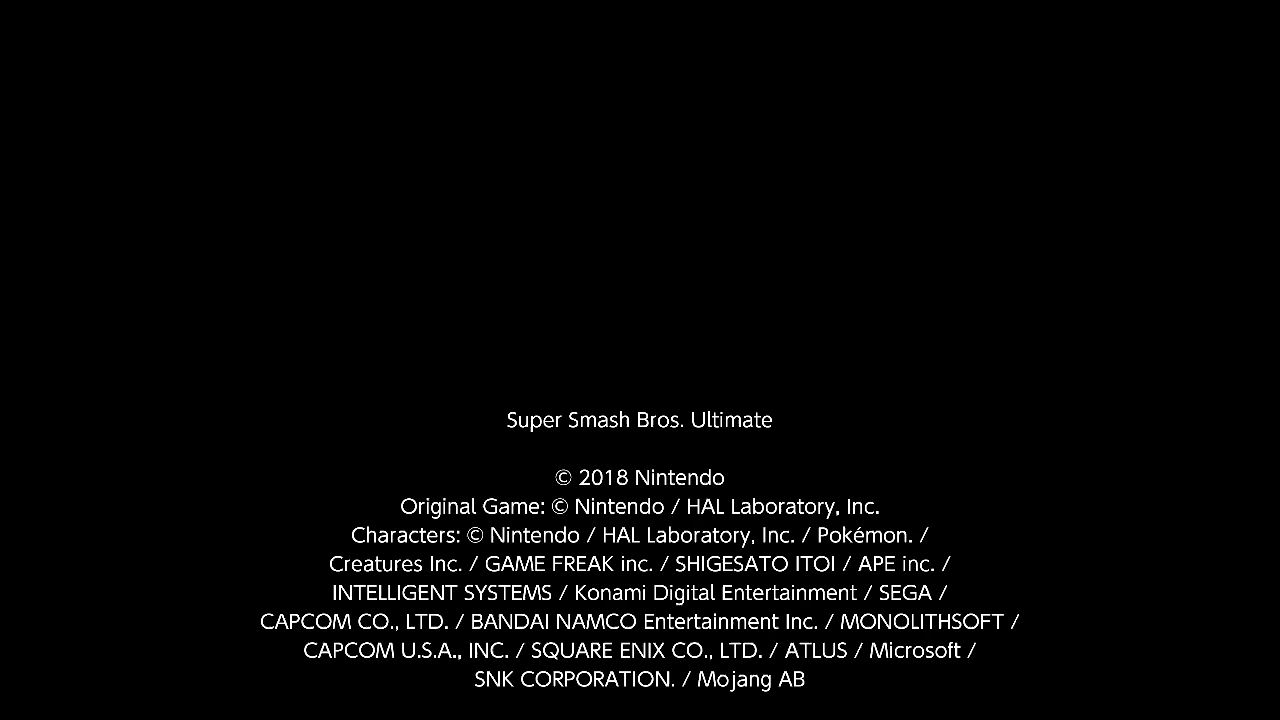 Super Smash Bros. Ultimate
© 2018 Nintendo
Original Game: © Nintendo / HAL Laboratory, Inc.
Characters: © Nintendo / HAL Laboratory, Inc. / Pokémon. /
Creatures Inc. / GAME FREAK inc. / SHIGESATO ITOI / APE inc. /
INTELLIGENT SYSTEMS / Konami Digital Entertainment / SEGA /
CAPCOM CO., LTD. / BANDAI NAMCO Entertainment Inc. / MONOLITHSOFT /
CAPCOM U.S.A., INC. / SQUARE ENIX CO., LTD. / ATLUS / Microsoft /
SNK CORPORATION. / Mojang AB